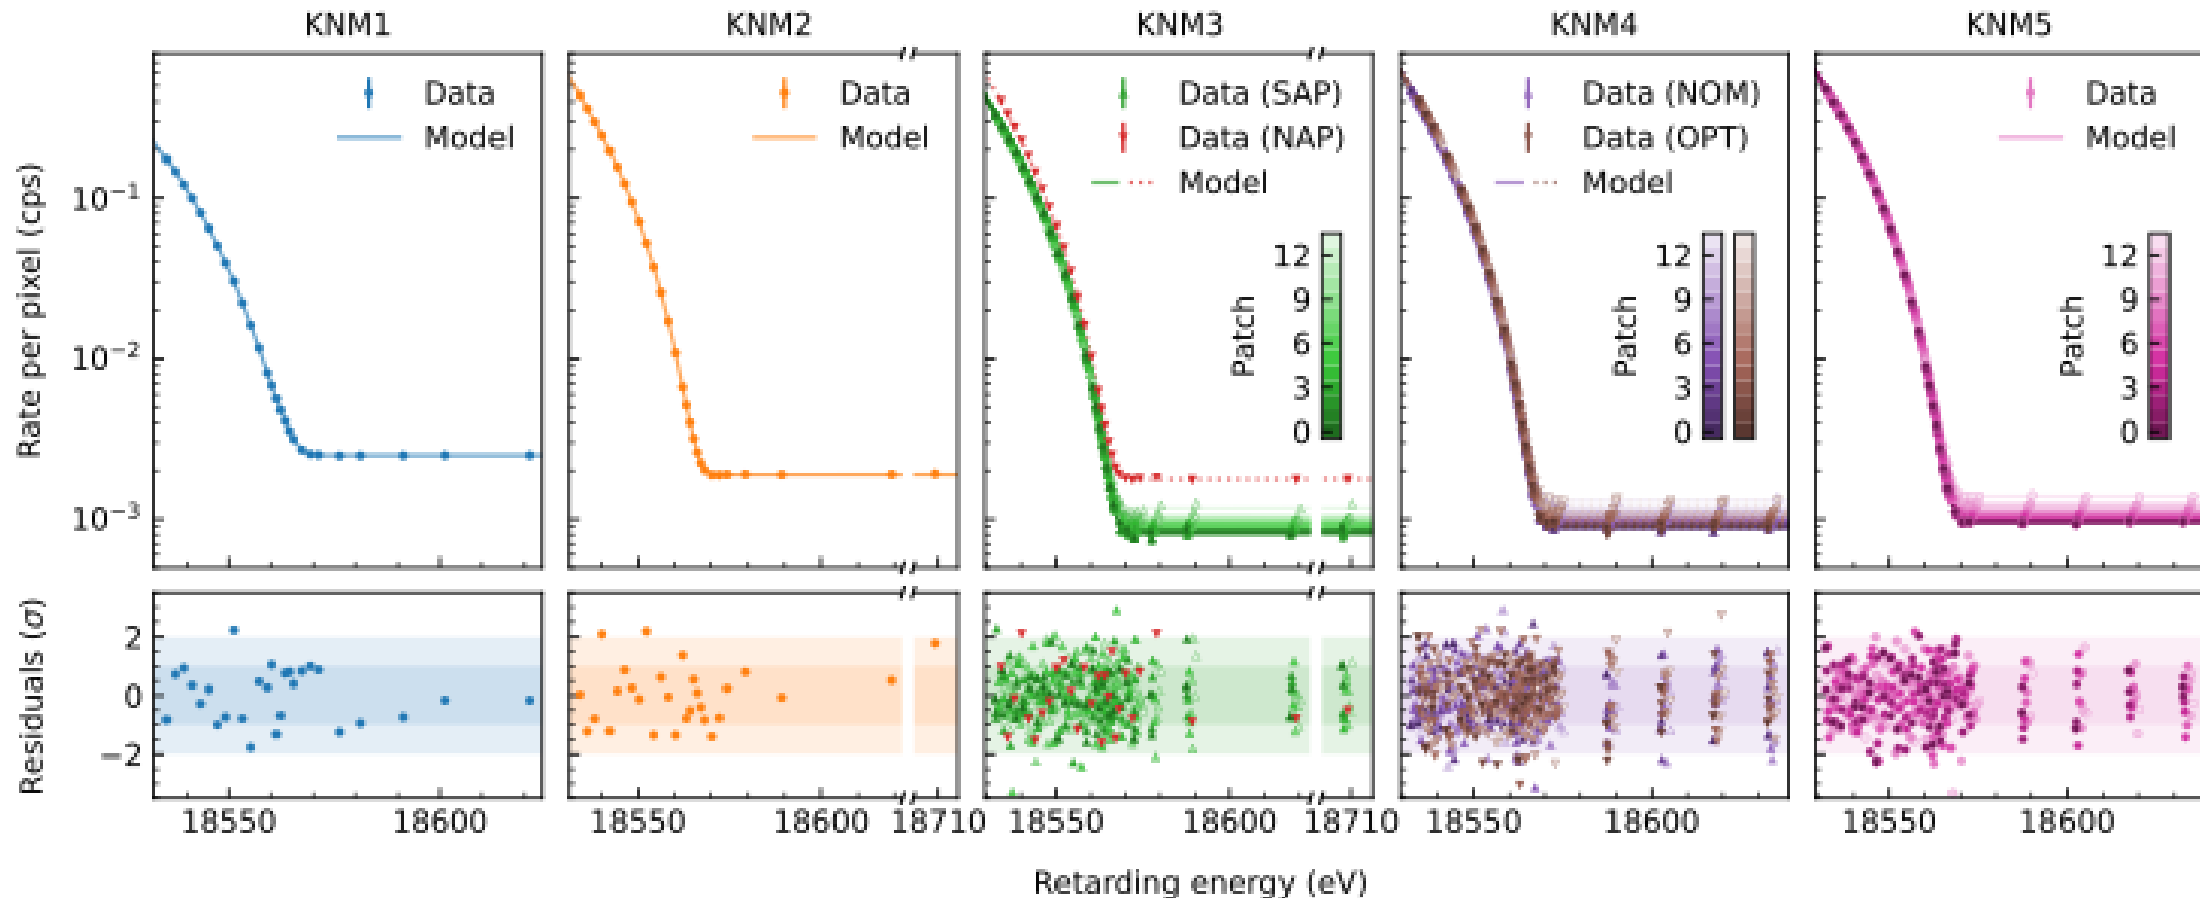 KNM1
KNM2
KNM3
KNM4
KNM5
Rate per pixel (cps)
10⁻¹
10⁻²
10⁻³
Data
Model
Data
Model
Data (SAP)
Data (NAP)
Model
Patch
12
9
6
3
0
Data (NOM)
Data (OPT)
Model
Patch
12
9
6
3
0
Data
Model
Patch
12
9
6
3
0
Residuals (σ)
2
0
−2
18550 18600
18550 18600 18710
18550 18600 18710
18550 18600
18550 18600
Retarding energy (eV)